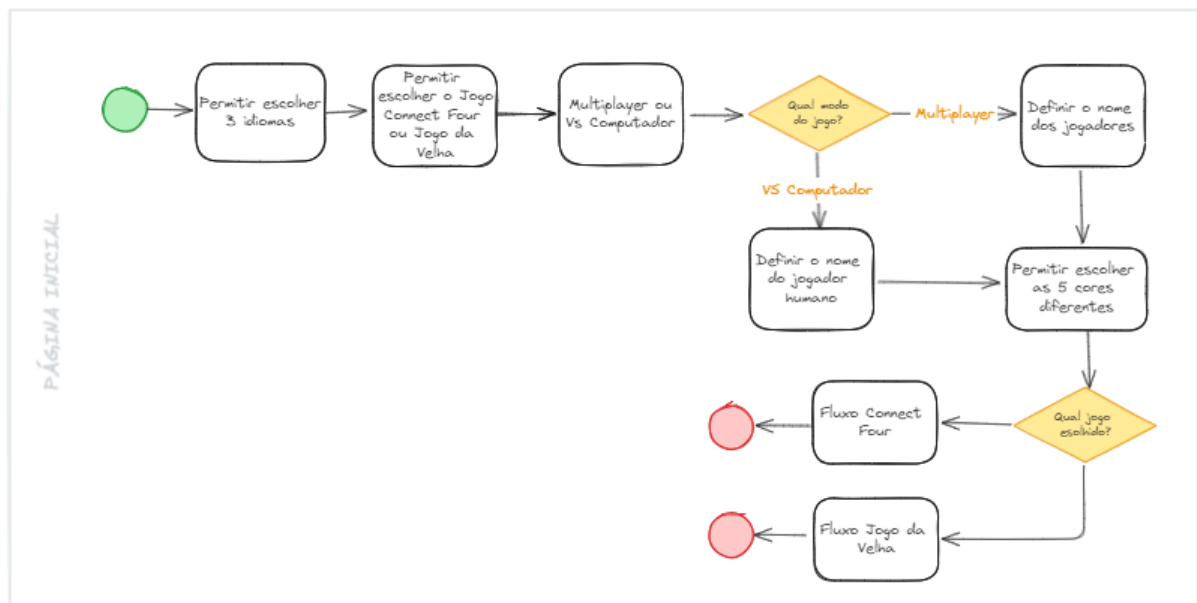 PÁGINA INICIAL
Permitir escolher
3 idiomas
Permitir
escolher o Jogo
Connect Four
ou Jogo da
Velha
Multiplayer ou
Vs Computador
Qual modo
do jogo?
Multiplayer
Definir o nome
dos jogadores
VS Computador
Definir o nome
do jogador
humano
Permitir escolher
as 5 cores
diferentes
Qual jogo
esolhido?
Fluxo Connect
Four
Fluxo Jogo da
Velha